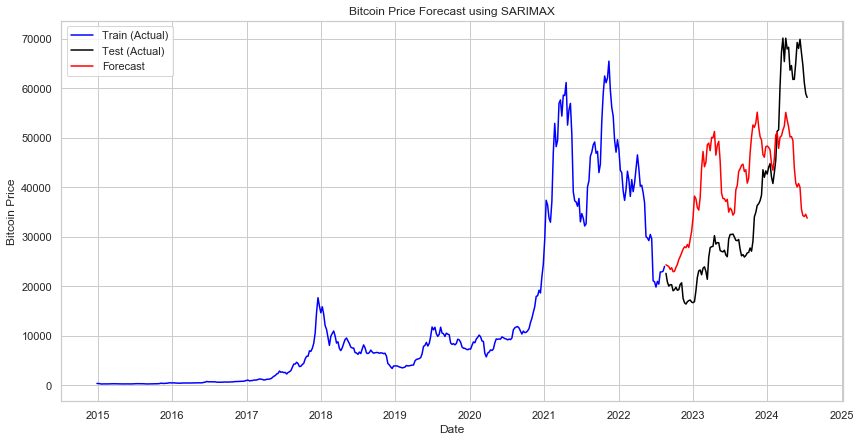 Bitcoin Price Forecast using SARIMAX
Train (Actual)
Test (Actual)
Forecast
Bitcoin Price
70000
60000
50000
40000
30000
20000
10000
0
2015 2016 2017 2018 2019 2020 2021 2022 2023 2024 2025
Date